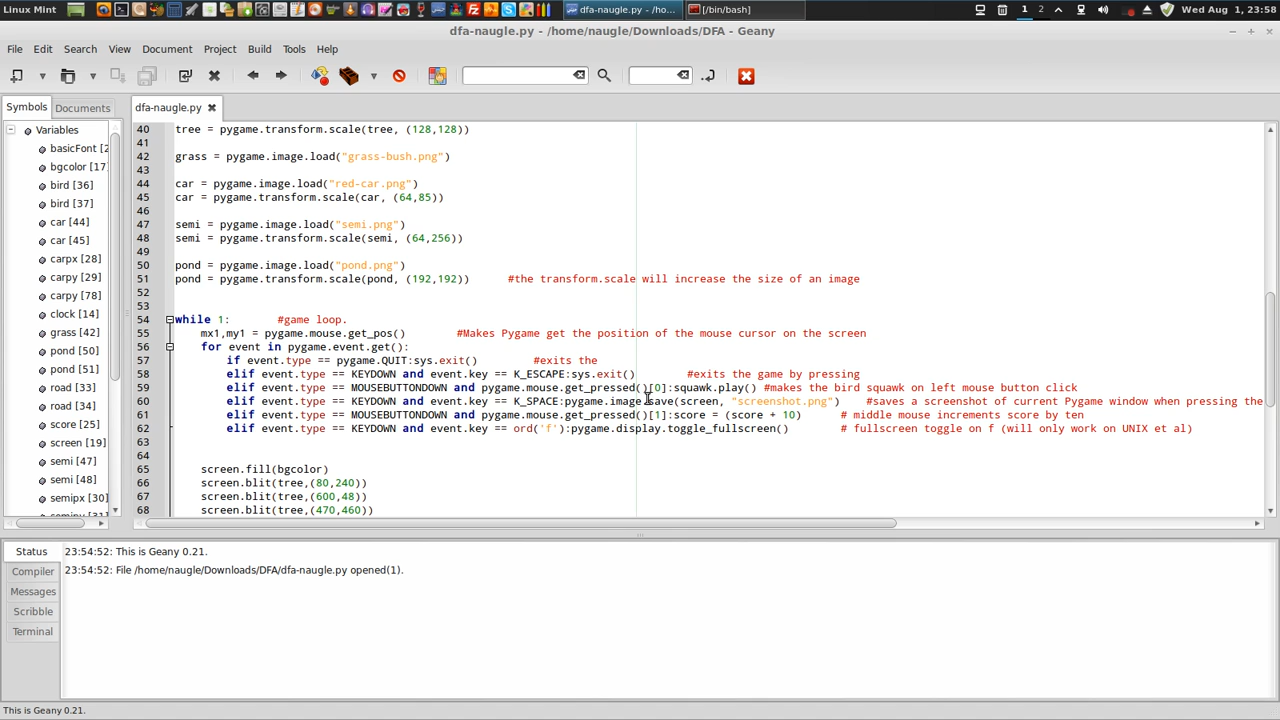 Linux Mint
dfa-naugle.py - /ho...
[/bin/bash]
1 2
Wed Aug 1, 23:58
dfa-naugle.py - /home/naugle/Downloads/DFA - Geany
File Edit Search View Document Project Build Tools Help
Symbols Documents
dfa-naugle.py
Variables
basicFont [2
bgcolor [17]
bird [36]
bird [37]
car [44]
car [45]
carpx [28]
carpy [29]
carpy [78]
clock [14]
grass [42]
pond [50]
pond [51]
road [33]
road [34]
score [25]
screen [19]
semi [47]
semi [48]
semipx [30]
40 tree = pygame.transform.scale(tree, (128,128))
41
42 grass = pygame.image.load("grass-bush.png")
43
44 car = pygame.image.load("red-car.png")
45 car = pygame.transform.scale(car, (64,85))
46
47 semi = pygame.image.load("semi.png")
48 semi = pygame.transform.scale(semi, (64,256))
49
50 pond = pygame.image.load("pond.png")
51 pond = pygame.transform.scale(pond, (192,192)) #the transform.scale will increase the size of an image
52
53
54 while 1: #game loop.
55 mx1,my1 = pygame.mouse.get_pos() #Makes Pygame get the position of the mouse cursor on the screen
56 for event in pygame.event.get():
57 if event.type == pygame.QUIT:sys.exit() #exits the
58 elif event.type == KEYDOWN and event.key == K_ESCAPE:sys.exit() #exits the game by pressing
59 elif event.type == MOUSEBUTTONDOWN and pygame.mouse.get_pressed()[0]:squawk.play() #makes the bird squawk on left mouse button click
60 elif event.type == KEYDOWN and event.key == K_SPACE:pygame.image.save(screen, "screenshot.png") #saves a screenshot of current Pygame window when pressing the
61 elif event.type == MOUSEBUTTONDOWN and pygame.mouse.get_pressed()[1]:score = (score + 10) # middle mouse increments score by ten
62 elif event.type == KEYDOWN and event.key == ord('f'):pygame.display.toggle_fullscreen() # fullscreen toggle on f (will only work on UNIX et al)
63
64
65 screen.fill(bgcolor)
66 screen.blit(tree,(80,240))
67 screen.blit(tree,(600,48))
68 screen.blit(tree,(470,460))
Status
Compiler
Messages
Scribble
Terminal
23:54:52: This is Geany 0.21.
23:54:52: File /home/naugle/Downloads/DFA/dfa-naugle.py opened(1).
This is Geany 0.21.